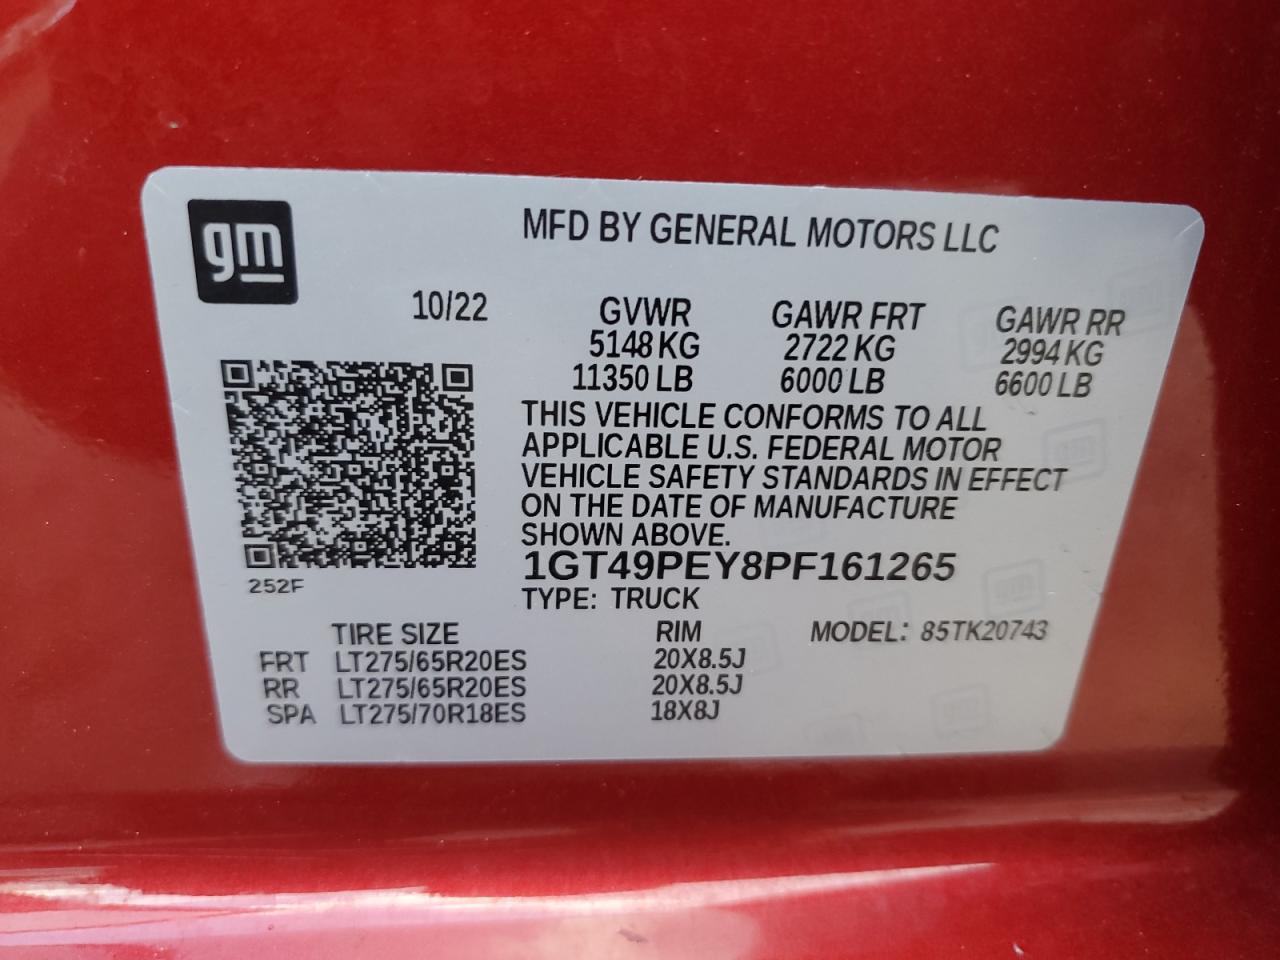 gm
MFD BY GENERAL MOTORS LLC
10/22
GVWR GAWR FRT GAWR RR
5148 KG 2722 KG 2994 KG
11350 LB 6000 LB 6600 LB
THIS VEHICLE CONFORMS TO ALL
APPLICABLE U.S. FEDERAL MOTOR
VEHICLE SAFETY STANDARDS IN EFFECT
ON THE DATE OF MANUFACTURE
SHOWN ABOVE.
1GT49PEY8PF161265
252F
TYPE: TRUCK
TIRE SIZE RIM MODEL: 85TK20743
FRT LT275/65R20ES 20X8.5J
RR LT275/65R20ES 20X8.5J
SPA LT275/70R18ES 18X8J